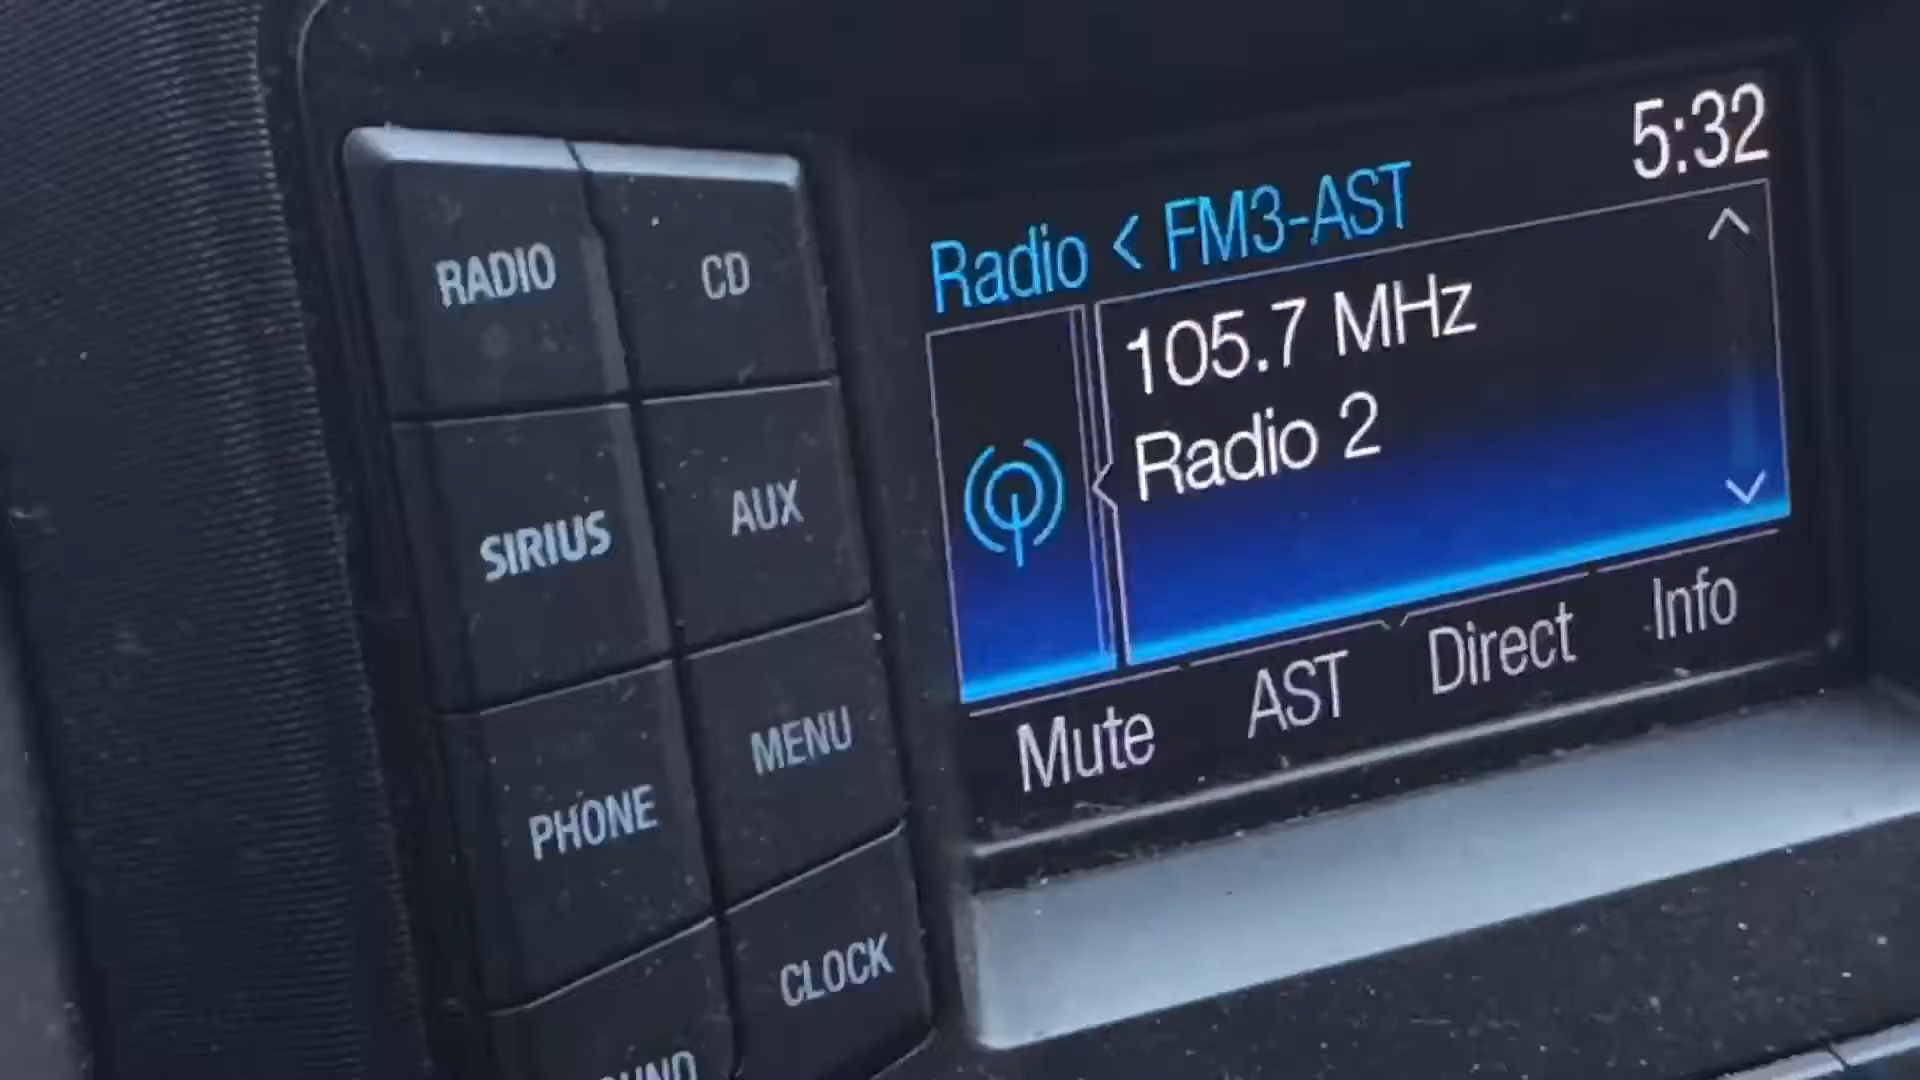 RADIO
CD
SIRIUS
AUX
PHONE
MENU
CLOCK
5:32
Radio < FM3-AST
105.7 MHz
Radio 2
Mute
AST
Direct
Info